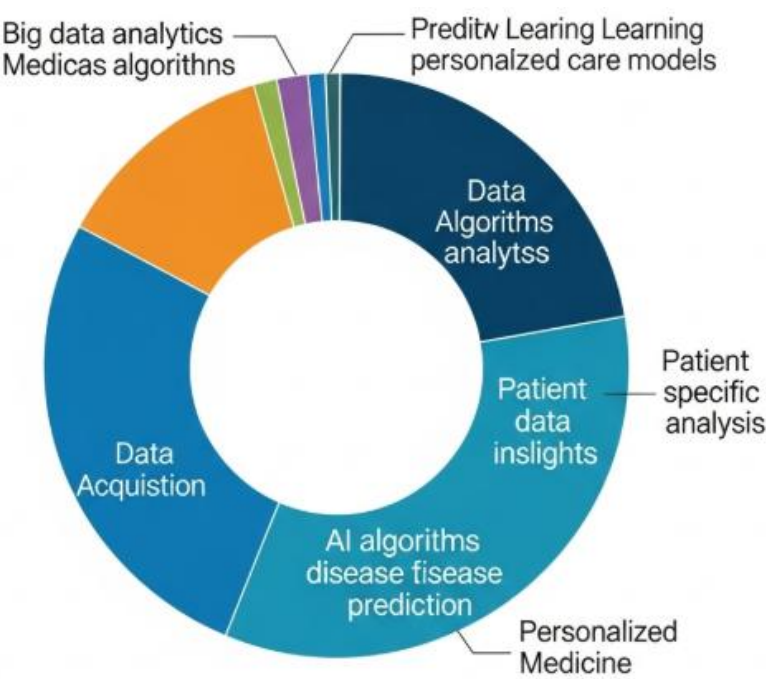 Big data analytics
Medicas algorithns
Preditw Learing Learning
personalzed care models
Data
Algorithms
analytss
Patient
specific
analysis
Patient
data
inslights
Data
Acquistion
AI algorithms
disease fisease
prediction
Personalized
Medicine